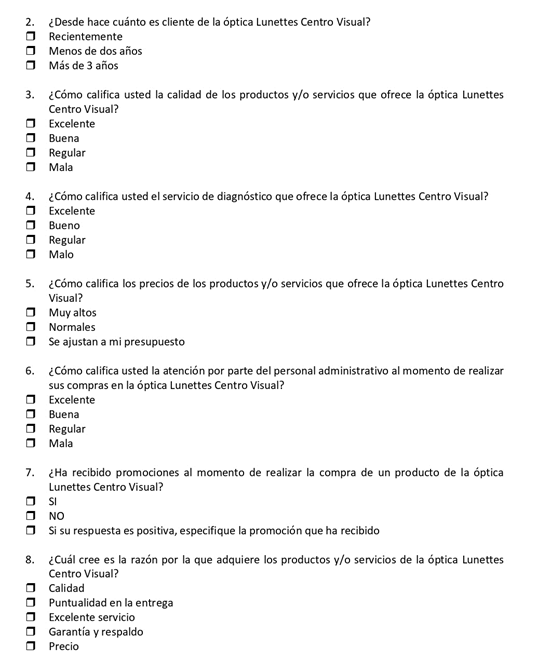 2. ¿Desde hace cuánto es cliente de la óptica Lunettes Centro Visual?
❒ Recientemente
❒ Menos de dos años
❒ Más de 3 años
3. ¿Cómo califica usted la calidad de los productos y/o servicios que ofrece la óptica Lunettes
Centro Visual?
❒ Excelente
❒ Buena
❒ Regular
❒ Mala
4. ¿Cómo califica usted el servicio de diagnóstico que ofrece la óptica Lunettes Centro Visual?
❒ Excelente
❒ Bueno
❒ Regular
❒ Malo
5. ¿Cómo califica los precios de los productos y/o servicios que ofrece la óptica Lunettes Centro
Visual?
❒ Muy altos
❒ Normales
❒ Se ajustan a mi presupuesto
6. ¿Cómo califica usted la atención por parte del personal administrativo al momento de realizar
sus compras en la óptica Lunettes Centro Visual?
❒ Excelente
❒ Buena
❒ Regular
❒ Mala
7. ¿Ha recibido promociones al momento de realizar la compra de un producto de la óptica
Lunettes Centro Visual?
❒ SI
❒ NO
❒ Si su respuesta es positiva, especifique la promoción que ha recibido
8. ¿Cuál cree es la razón por la que adquiere los productos y/o servicios de la óptica Lunettes
Centro Visual?
❒ Calidad
❒ Puntualidad en la entrega
❒ Excelente servicio
❒ Garantía y respaldo
❒ Precio